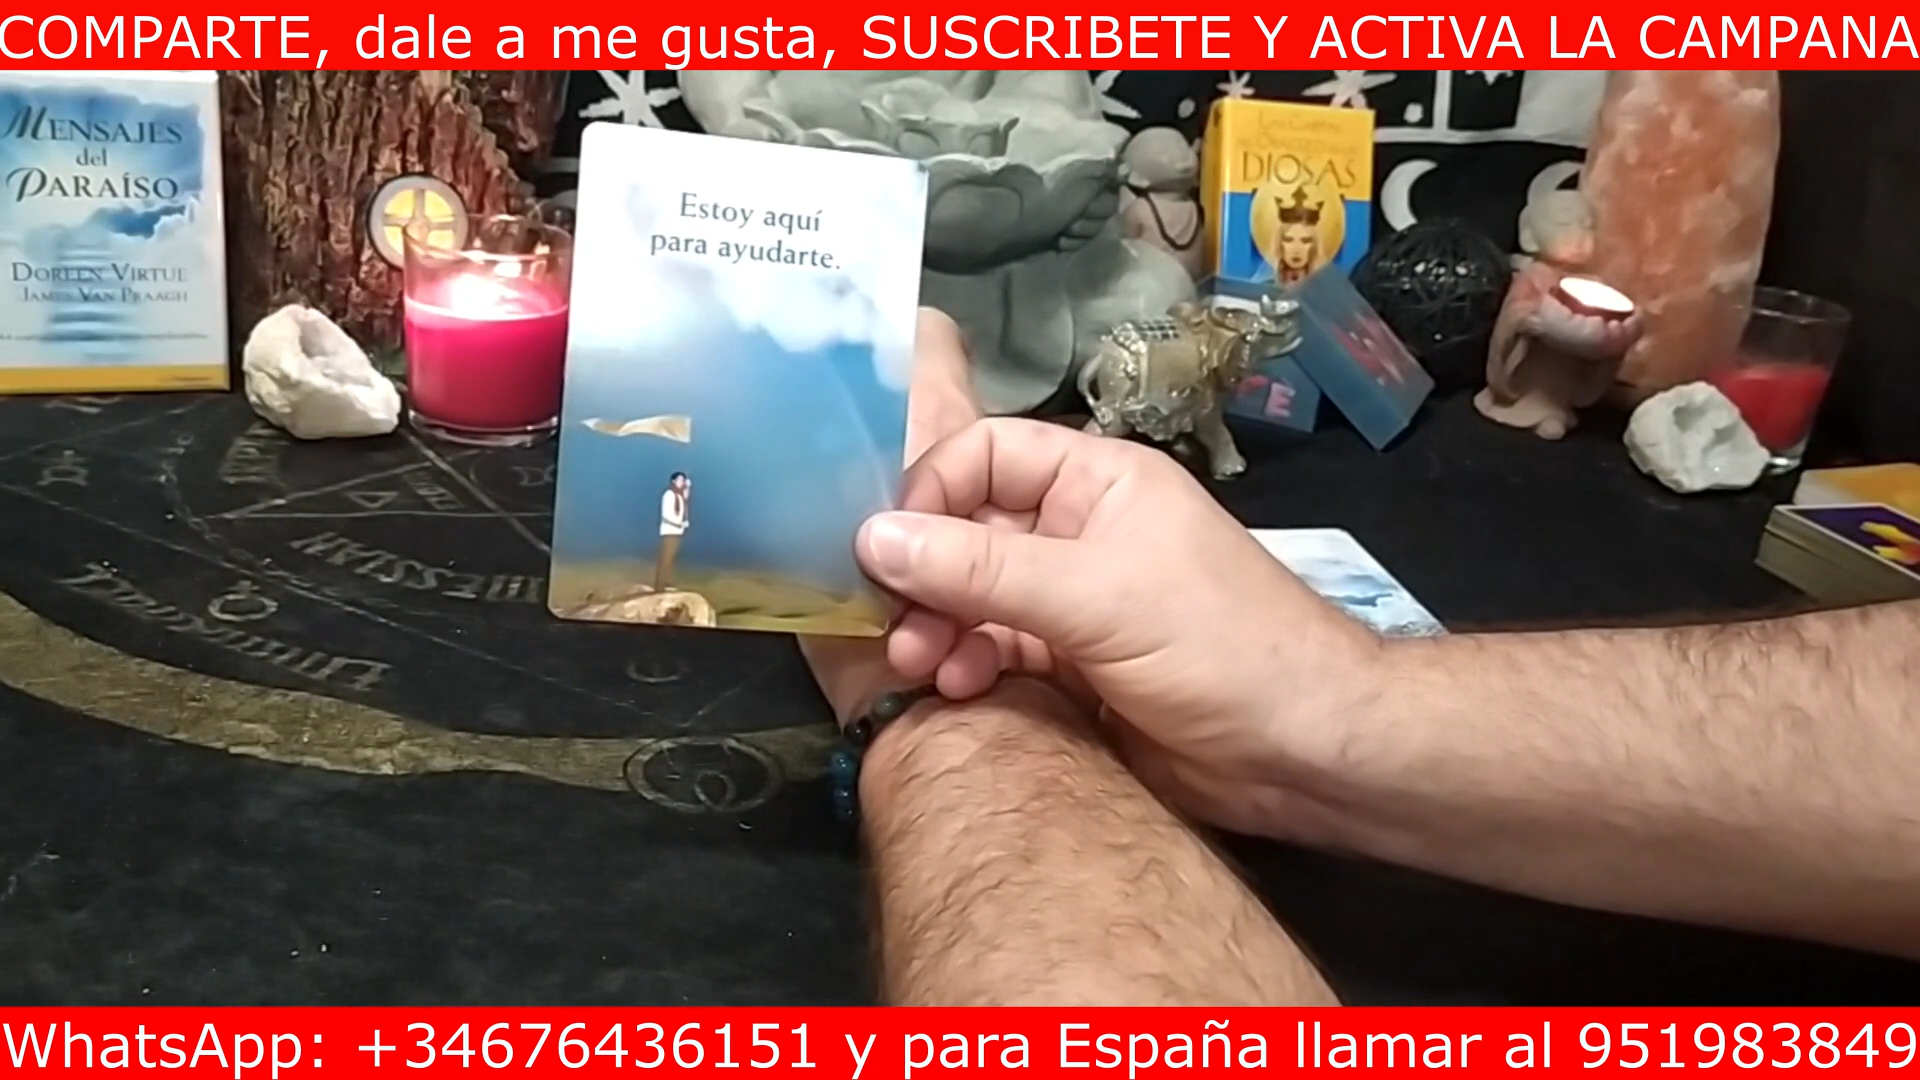 COMPARTE, dale a me gusta, SUSCRIBETE Y ACTIVA LA CAMPANA
MENSAJES
del
PARAÍSO
DOREEN VIRTUE
JAMES VAN PRAAGH
Estoy aquí
para ayudarte.
DIOSAS
MESSIAH
WhatsApp: +34676436151 y para España llamar al 951983849